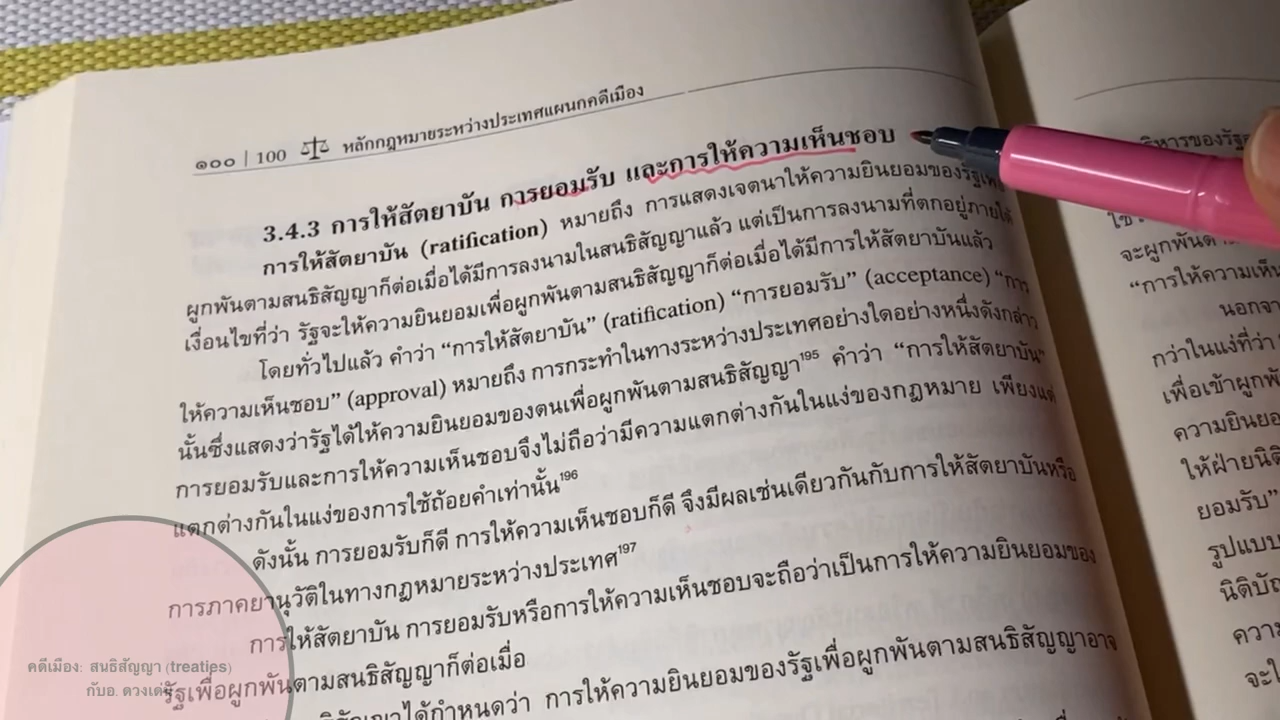 ๑๐๐ | 100 หลักกฎหมายระหว่างประเทศแผนกคดีเมือง
3.4.3 การให้สัตยาบัน การยอมรับ และการให้ความเห็นชอบ
การให้สัตยาบัน (ratification) หมายถึง การแสดงเจตนาให้ความยินยอมของรัฐเพื่อ
ผูกพันตามสนธิสัญญาก็ต่อเมื่อได้มีการลงนามในสนธิสัญญาแล้ว แต่เป็นการลงนามที่ตกอยู่ภายใต้
เงื่อนไขที่ว่า รัฐจะให้ความยินยอมเพื่อผูกพันตามสนธิสัญญาก็ต่อเมื่อได้มีการให้สัตยาบันแล้ว
โดยทั่วไปแล้ว คำว่า “การให้สัตยาบัน” (ratification) “การยอมรับ” (acceptance) “การ
ให้ความเห็นชอบ” (approval) หมายถึง การกระทำในทางระหว่างประเทศอย่างใดอย่างหนึ่งดังกล่าว
นั้นซึ่งแสดงว่ารัฐได้ให้ความยินยอมของตนเพื่อผูกพันตามสนธิสัญญา195 คำว่า “การให้สัตยาบัน”
การยอมรับและการให้ความเห็นชอบจึงไม่ถือว่ามีความแตกต่างกันในแง่ของกฎหมาย เพียงแต่
แตกต่างกันในแง่ของการใช้ถ้อยคำเท่านั้น196
ดังนั้น การยอมรับก็ดี การให้ความเห็นชอบก็ดี จึงมีผลเช่นเดียวกันกับการให้สัตยาบันหรือ
การภาคยานุวัติในทางกฎหมายระหว่างประเทศ197
การให้สัตยาบัน การยอมรับหรือการให้ความเห็นชอบจะถือว่าเป็นการให้ความยินยอมของ
รัฐเพื่อผูกพันตามสนธิสัญญาก็ต่อเมื่อ
สัญญาได้กำหนดว่า การให้ความยินยอมของรัฐเพื่อผูกพันตามสนธิสัญญาอาจ
จะผูกพัน
“การให้ความเห็น
นอกจา
กว่าในแง่ที่ว่า
เพื่อเข้าผูกพั
ความยินยอ
ให้ฝ่ายนิติ
ยอมรับ”
รูปแบบ
นิติบัญ
ความ
จะใ
คดีเมือง: สนธิสัญญา (treaties)
กับอ. ดวงเด่น